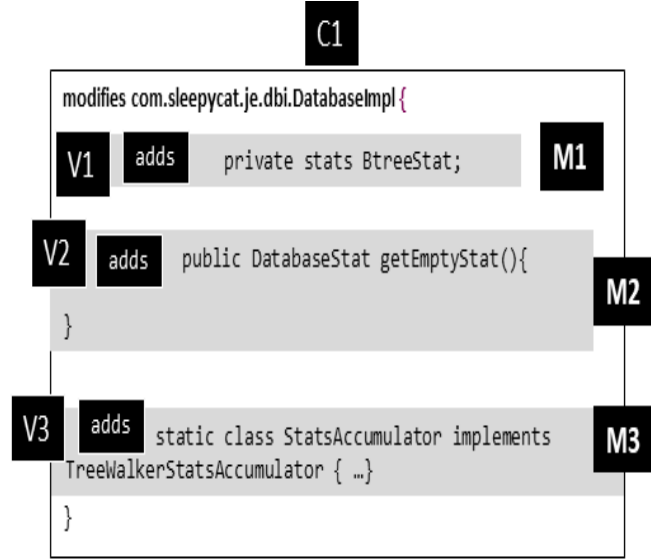 C1
modifies com.sleepycat.je.dbi.DatabaseImpl {
V1 adds private stats BtreeStat; M1
V2 adds public DatabaseStat getEmptyStat(){
M2
}
V3 adds static class StatsAccumulator implements M3
TreeWalkerStatsAccumulator { …}
}